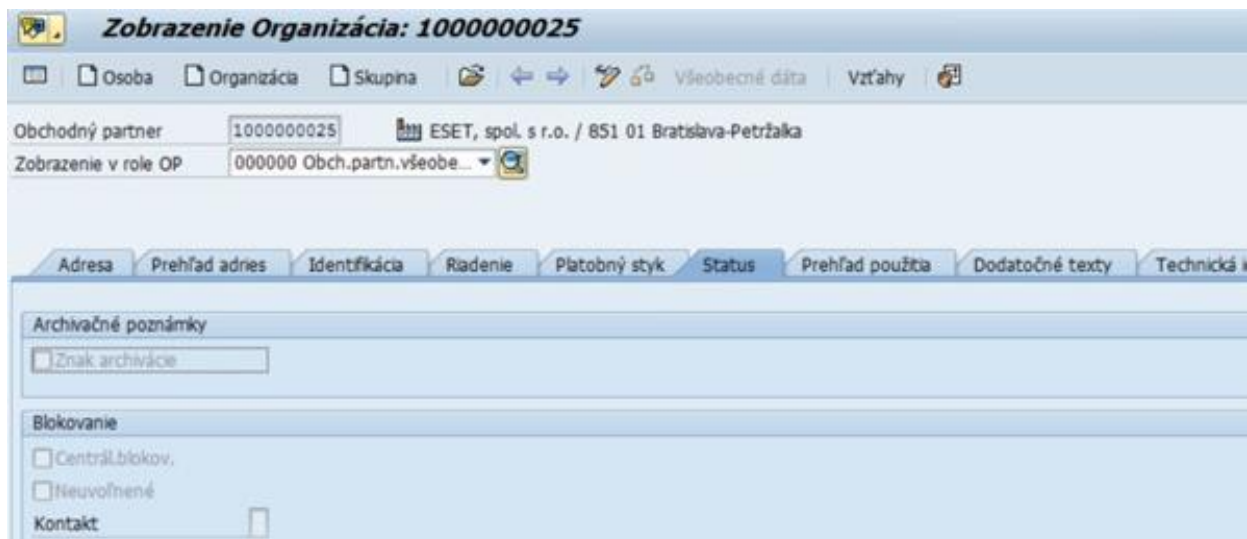 Zobrazenie Organizácia: 1000000025
Osoba Organizácia Skupina Všeobecné dáta Vzťahy
Obchodný partner 1000000025 ESET, spol. s r.o. / 851 01 Bratislava-Petržalka
Zobrazenie v role OP 000000 Obch.partn.všeobe...
Adresa Prehľad adries Identifikácia Riadenie Platobný styk Status Prehľad použitia Dodatočné texty Technická
Archivačné poznámky
Znak archivácie
Blokovanie
Centrál.blokov.
Neuvoľnené
Kontakt